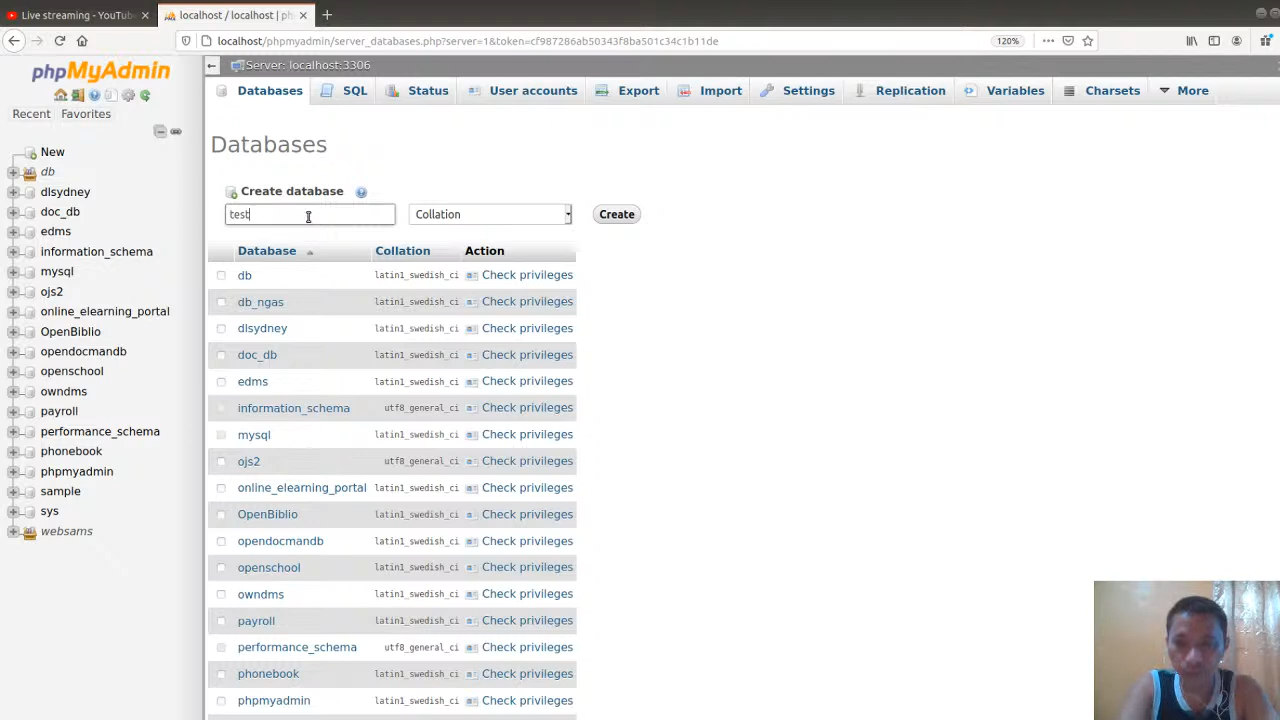 Live streaming - YouTube
localhost / localhost | ph
localhost/phpmyadmin/server_databases.php?server=1&token=cf987286ab50343f8ba501c34c1b11de
120%
phpMyAdmin
Recent Favorites
New
db
dlsydney
doc_db
edms
information_schema
mysql
ojs2
online_elearning_portal
OpenBiblio
opendocmandb
openschool
owndms
payroll
performance_schema
phonebook
phpmyadmin
sample
sys
websams
Server: localhost:3306
Databases SQL Status User accounts Export Import Settings Replication Variables Charsets More
Databases
Create database
test Collation Create
Database Collation Action
db latin1_swedish_ci Check privileges
db_ngas latin1_swedish_ci Check privileges
dlsydney latin1_swedish_ci Check privileges
doc_db latin1_swedish_ci Check privileges
edms latin1_swedish_ci Check privileges
information_schema utf8_general_ci Check privileges
mysql latin1_swedish_ci Check privileges
ojs2 utf8_general_ci Check privileges
online_elearning_portal latin1_swedish_ci Check privileges
OpenBiblio latin1_swedish_ci Check privileges
opendocmandb latin1_swedish_ci Check privileges
openschool latin1_swedish_ci Check privileges
owndms latin1_swedish_ci Check privileges
payroll latin1_swedish_ci Check privileges
performance_schema utf8_general_ci Check privileges
phonebook latin1_swedish_ci Check privileges
phpmyadmin latin1_swedish_ci Check privileges